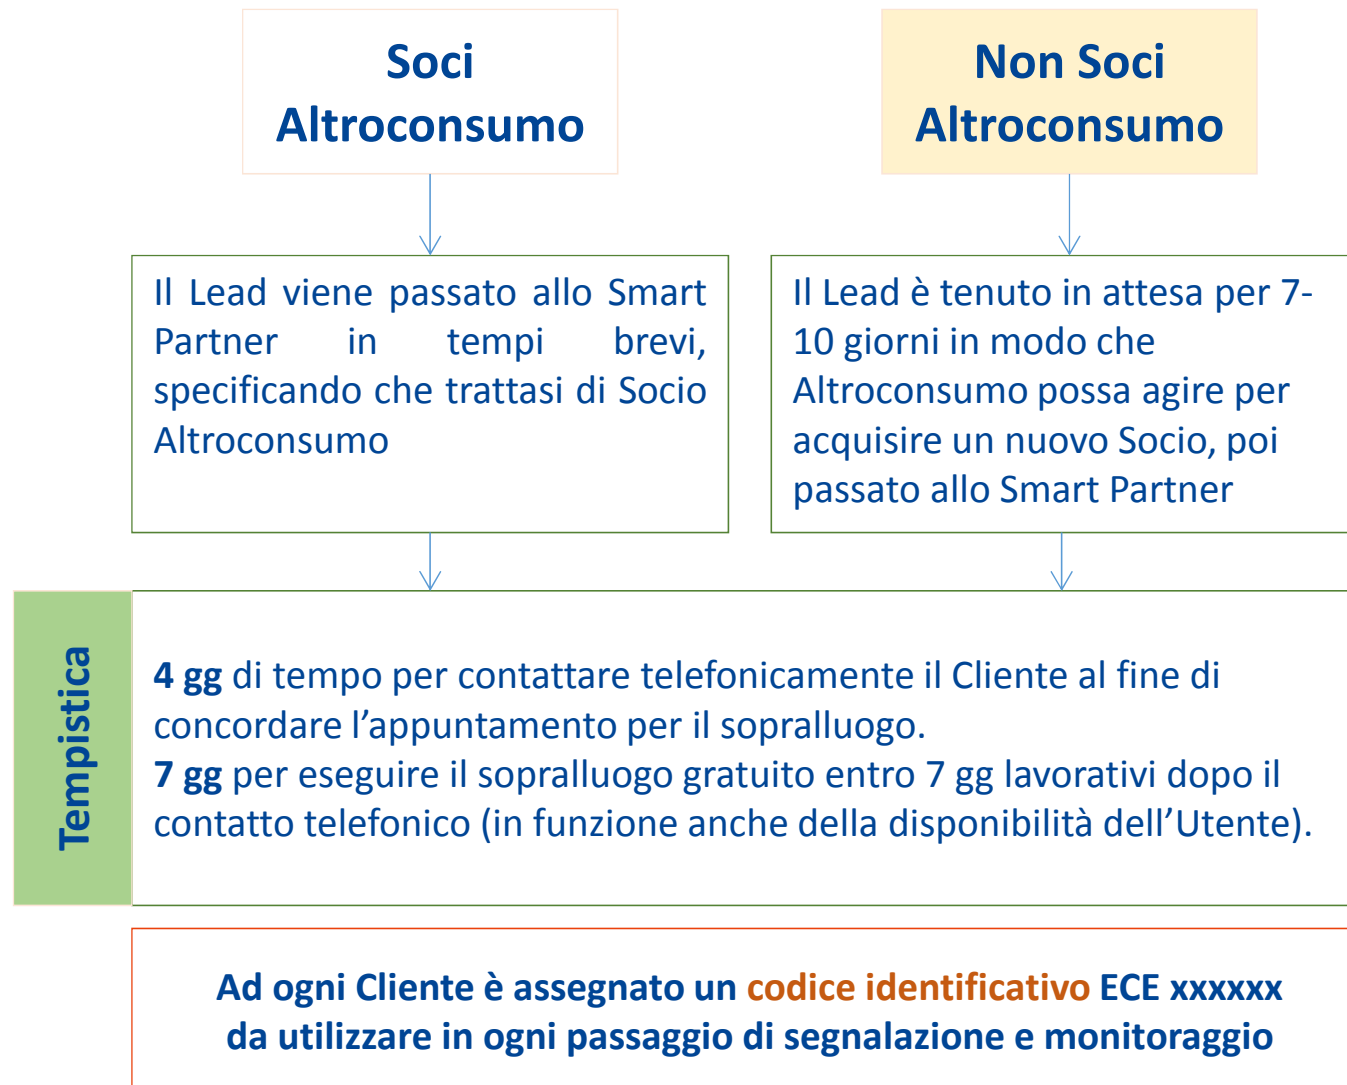 Soci
Altroconsumo
Non Soci
Altroconsumo
Il Lead viene passato allo Smart
Partner in tempi brevi,
specificando che trattasi di Socio
Altroconsumo
Il Lead è tenuto in attesa per 7-
10 giorni in modo che
Altroconsumo possa agire per
acquisire un nuovo Socio, poi
passato allo Smart Partner
Tempistica
4 gg di tempo per contattare telefonicamente il Cliente al fine di
concordare l’appuntamento per il sopralluogo.
7 gg per eseguire il sopralluogo gratuito entro 7 gg lavorativi dopo il
contatto telefonico (in funzione anche della disponibilità dell’Utente).
Ad ogni Cliente è assegnato un codice identificativo ECE xxxxxx
da utilizzare in ogni passaggio di segnalazione e monitoraggio